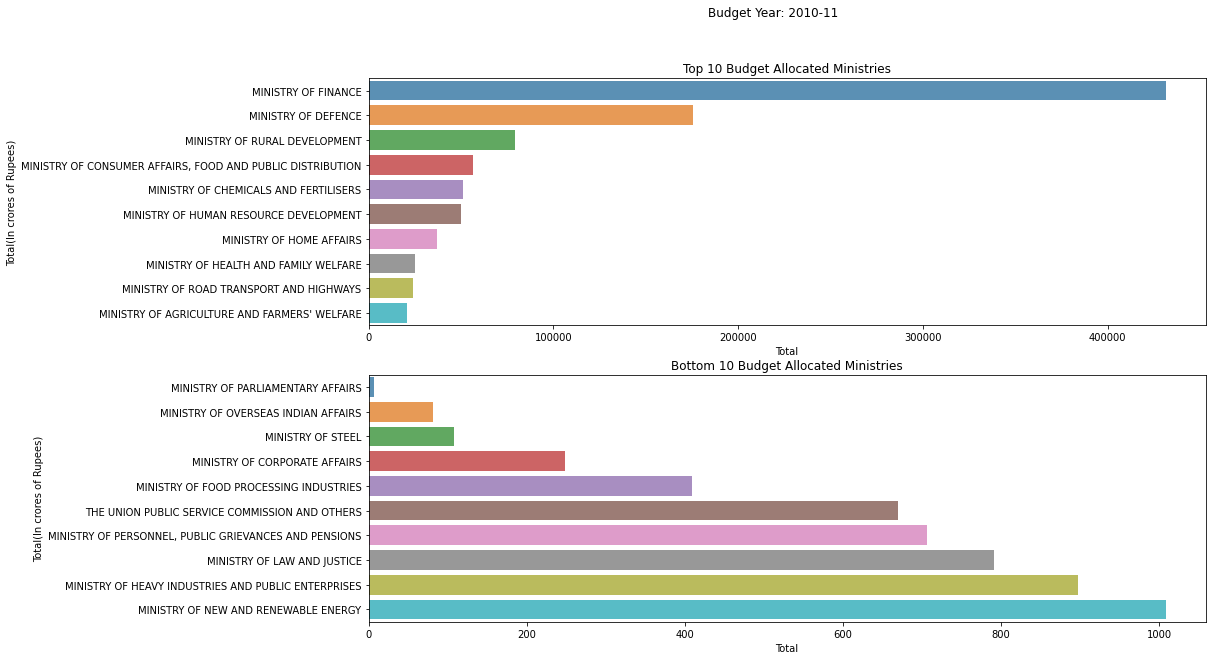 Budget Year: 2010-11
Top 10 Budget Allocated Ministries
Total(In crores of Rupees)
MINISTRY OF FINANCE
MINISTRY OF DEFENCE
MINISTRY OF RURAL DEVELOPMENT
MINISTRY OF CONSUMER AFFAIRS, FOOD AND PUBLIC DISTRIBUTION
MINISTRY OF CHEMICALS AND FERTILISERS
MINISTRY OF HUMAN RESOURCE DEVELOPMENT
MINISTRY OF HOME AFFAIRS
MINISTRY OF HEALTH AND FAMILY WELFARE
MINISTRY OF ROAD TRANSPORT AND HIGHWAYS
MINISTRY OF AGRICULTURE AND FARMERS' WELFARE
0 100000 200000 300000 400000
Total
Bottom 10 Budget Allocated Ministries
Total(In crores of Rupees)
MINISTRY OF PARLIAMENTARY AFFAIRS
MINISTRY OF OVERSEAS INDIAN AFFAIRS
MINISTRY OF STEEL
MINISTRY OF CORPORATE AFFAIRS
MINISTRY OF FOOD PROCESSING INDUSTRIES
THE UNION PUBLIC SERVICE COMMISSION AND OTHERS
MINISTRY OF PERSONNEL, PUBLIC GRIEVANCES AND PENSIONS
MINISTRY OF LAW AND JUSTICE
MINISTRY OF HEAVY INDUSTRIES AND PUBLIC ENTERPRISES
MINISTRY OF NEW AND RENEWABLE ENERGY
0 200 400 600 800 1000
Total